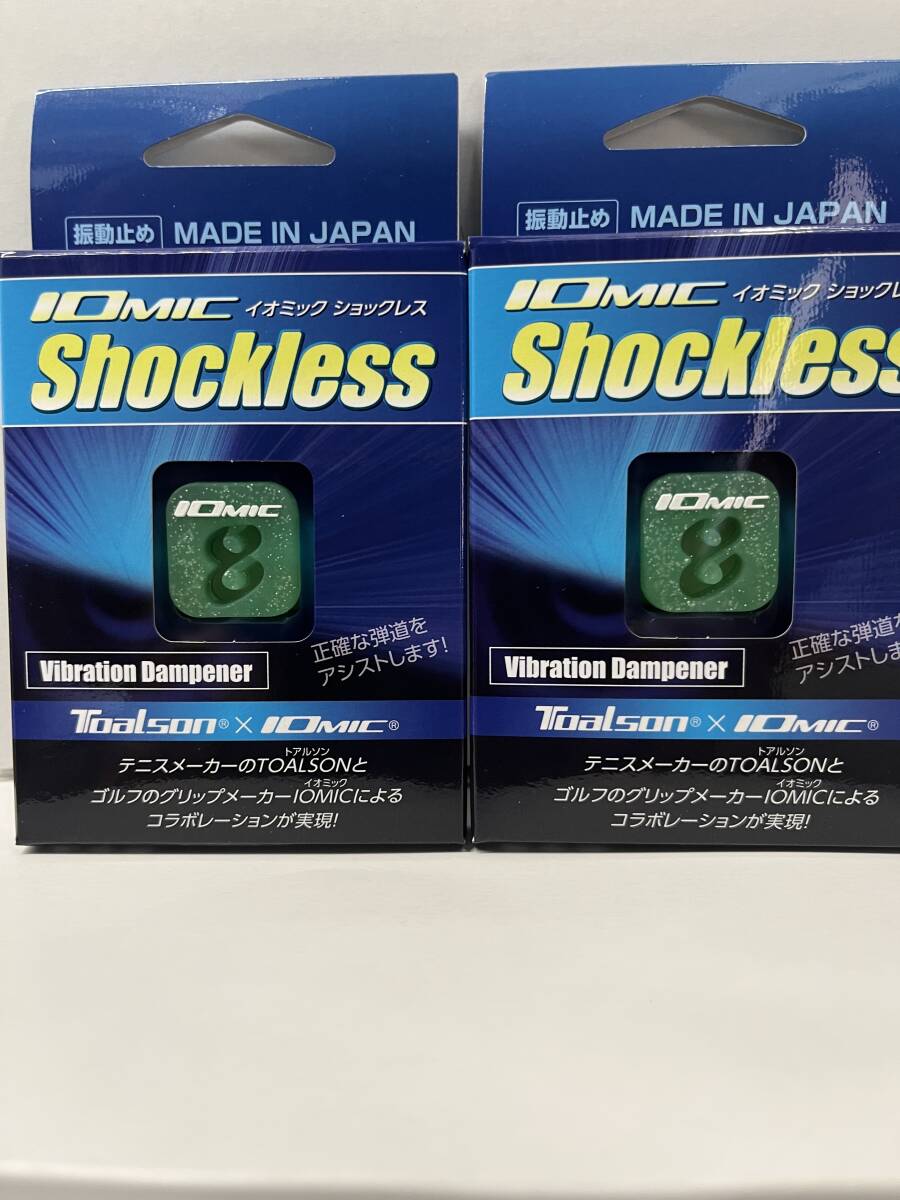 振動止め MADE IN JAPAN
IOMIC イオミック ショックレス
Shockless
IOMIC
8
正確な弾道を
アシストします!
Vibration Dampener
Toalson® × IOMIC®
トアルソン
テニスメーカーのTOALSONと
イオミック
ゴルフのグリップメーカーIOMICによる
コラボレーションが実現!
振動止め MADE IN JAPAN
IOMIC イオミック ショックレ
Shockless
IOMIC
8
正確な弾道を
アシストしま
Vibration Dampener
Toalson® × IOMIC®
トアルソン
テニスメーカーのTOALSONと
イオミック
ゴルフのグリップメーカーIOMICによる
コラボレーションが実現!